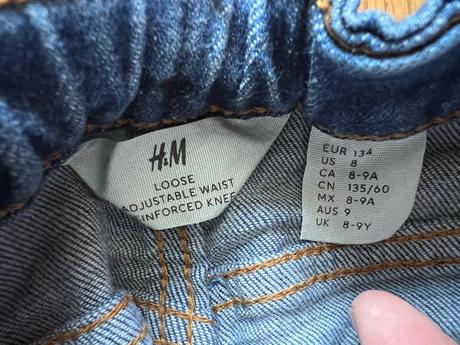 H&M
LOOSE
ADJUSTABLE WAIST
REINFORCED KNEE
EUR 134
US 8
CA 8-9A
CN 135/60
MX 8-9A
AUS 9
UK 8-9Y